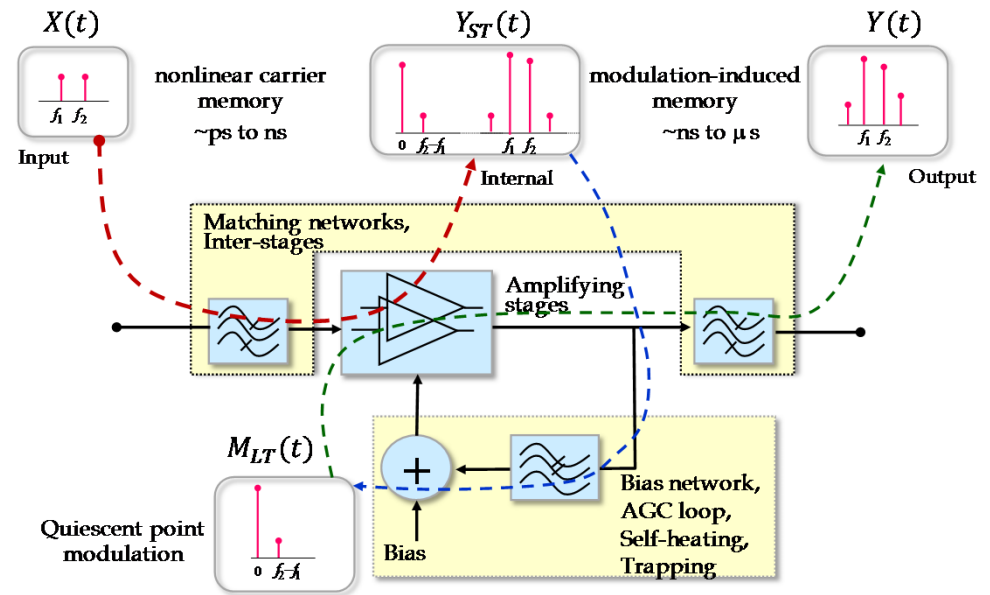 X(t)
Y_ST(t)
Y(t)
f₁ f₂
nonlinear carrier
memory
~ps to ns
0 f₂-f₁ f₁ f₂
modulation-induced
memory
~ns to μs
f₁ f₂
Input
Internal
Output
Matching networks,
Inter-stages
Amplifying
stages
M_LT(t)
+
Quiescent point
modulation
0 f₂-f₁
Bias
Bias network,
AGC loop,
Self-heating,
Trapping